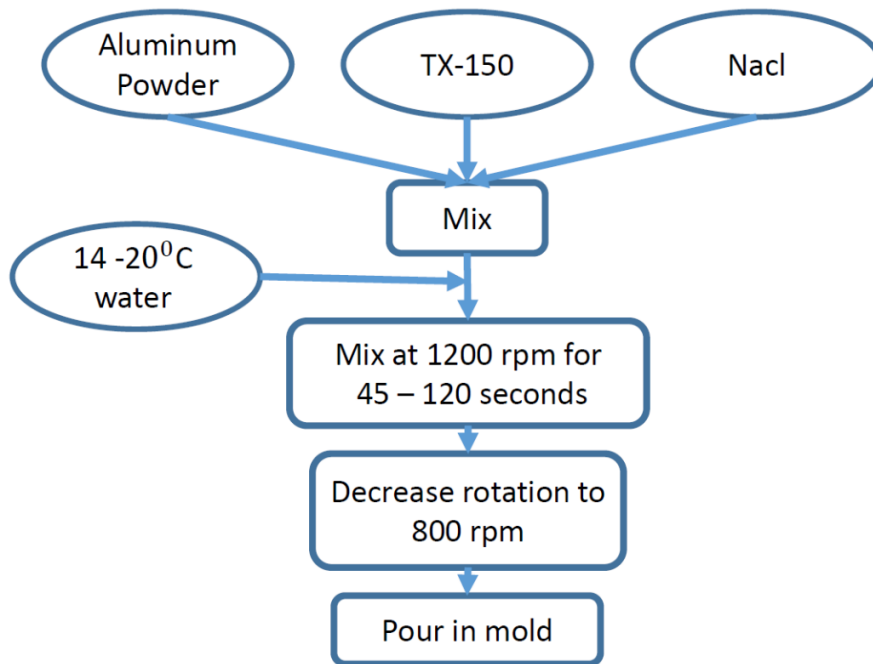 Aluminum
Powder
TX-150
Nacl
Mix
14 -20⁰C
water
Mix at 1200 rpm for
45 – 120 seconds
Decrease rotation to
800 rpm
Pour in mold